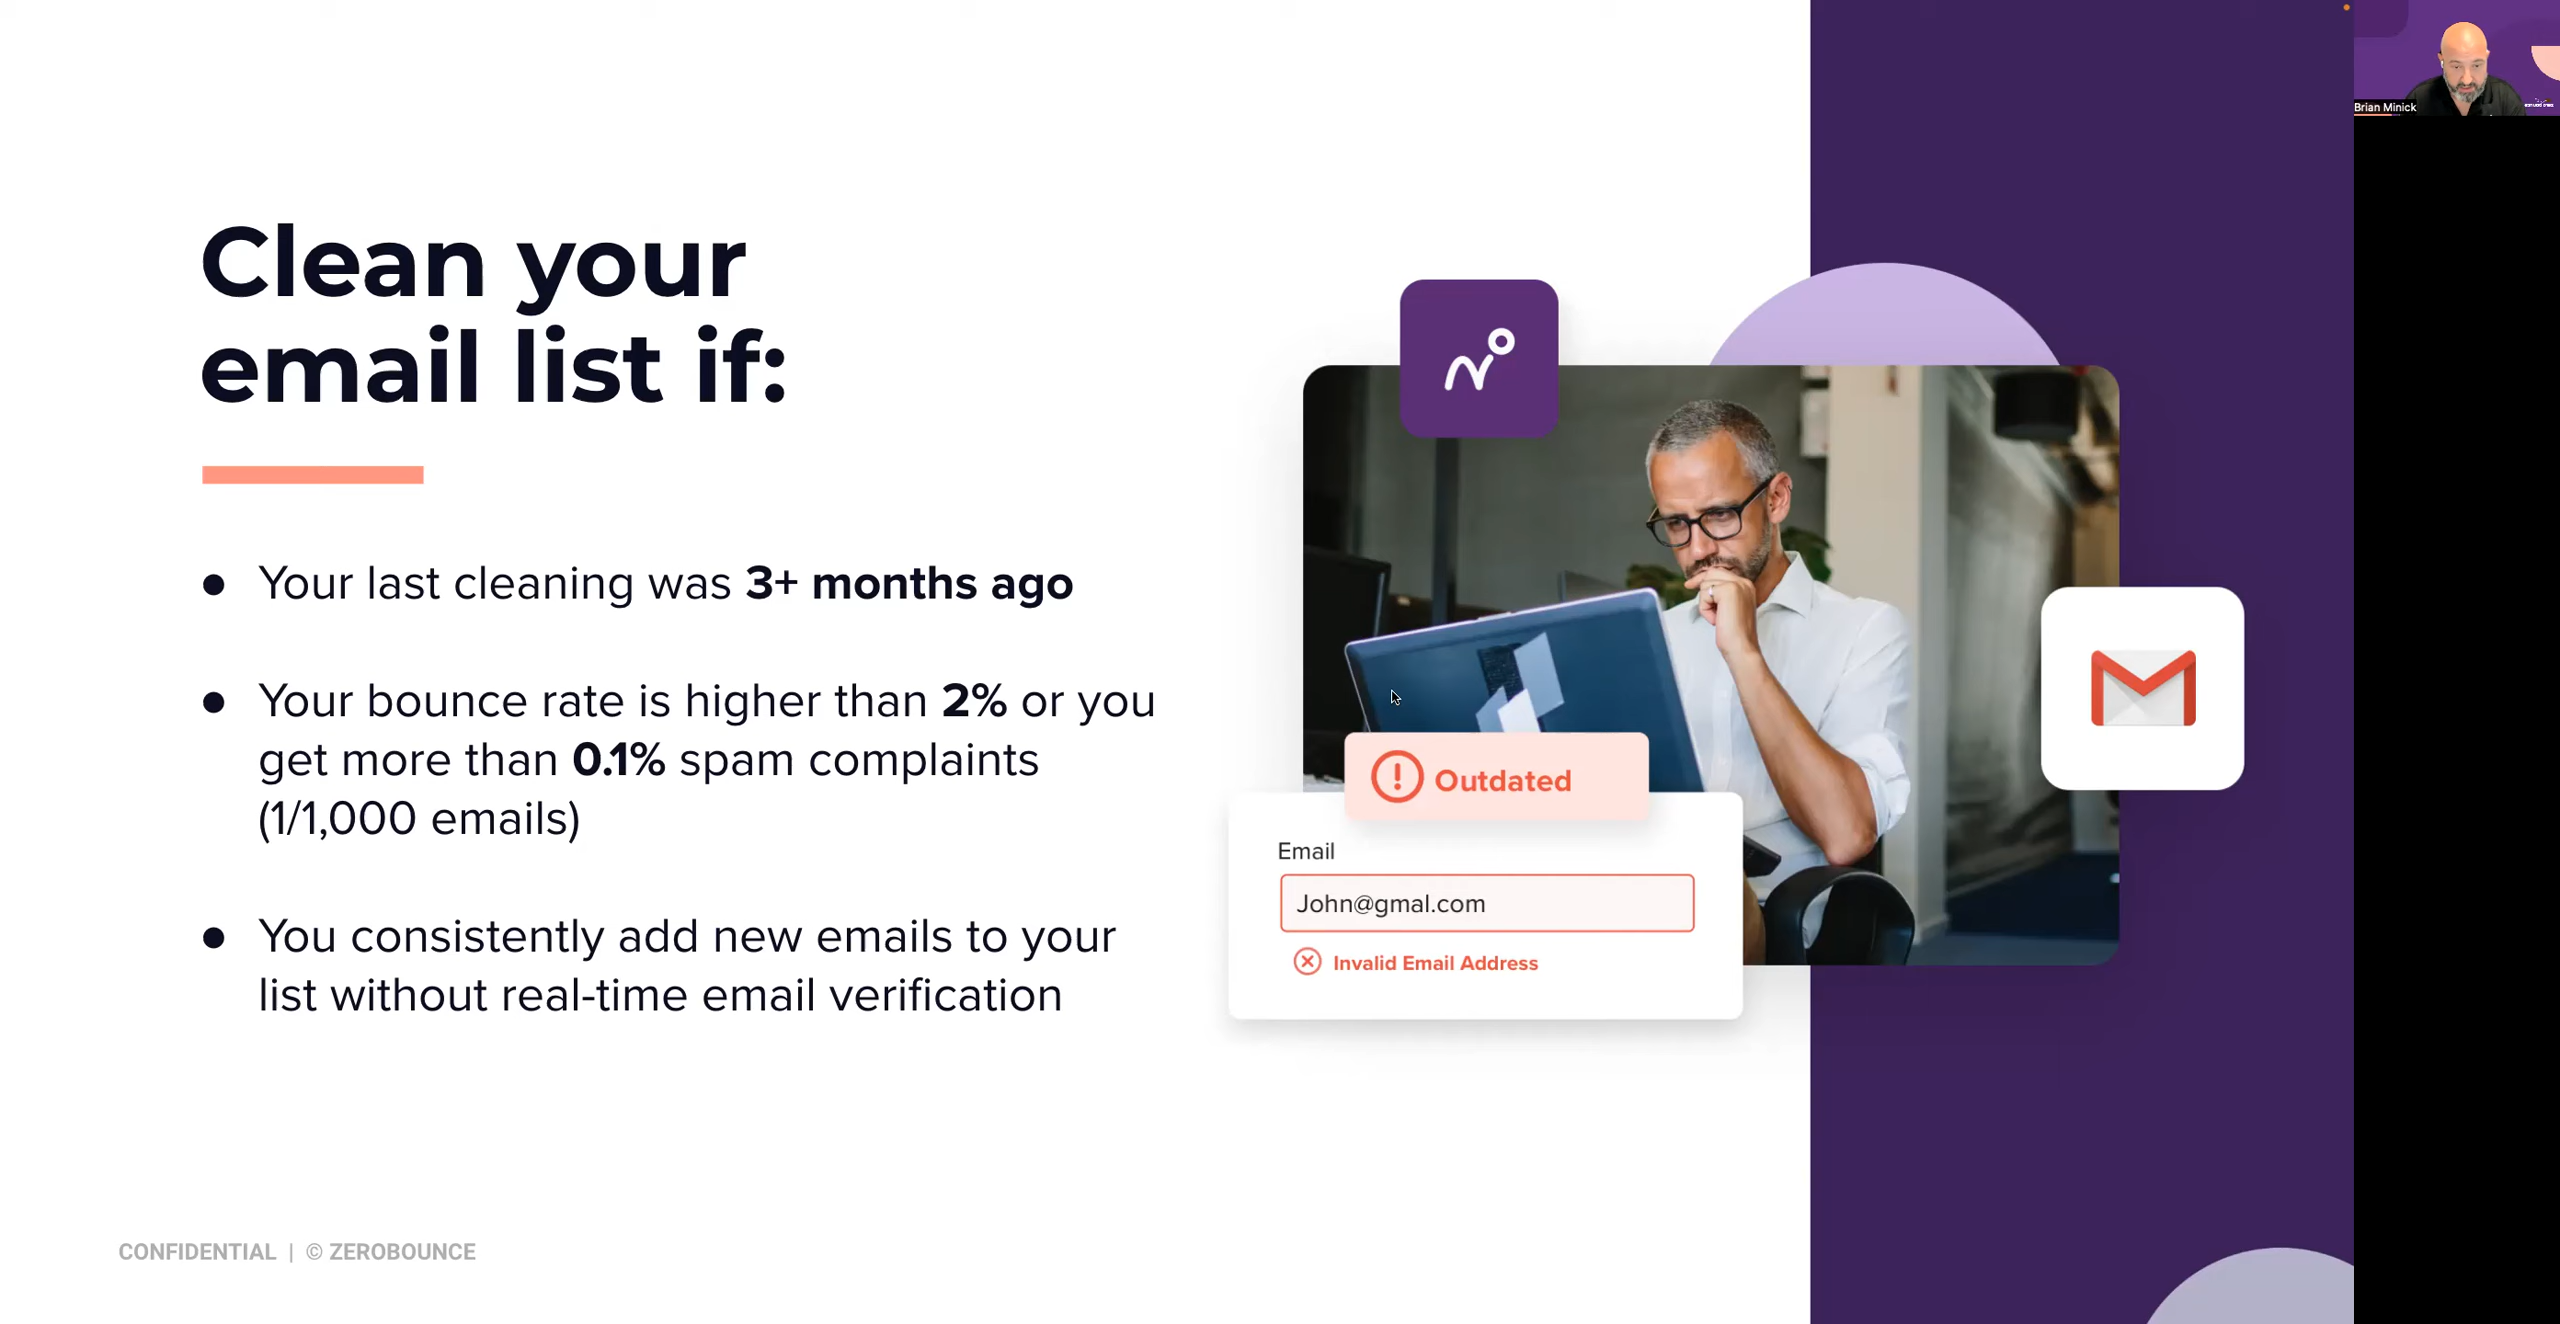 Clean your
email list if:
● Your last cleaning was 3+ months ago
● Your bounce rate is higher than 2% or you
get more than 0.1% spam complaints
(1/1,000 emails)
● You consistently add new emails to your
list without real-time email verification
Outdated
Email
John@gmal.com
Invalid Email Address
Brian Minick
CONFIDENTIAL | © ZEROBOUNCE